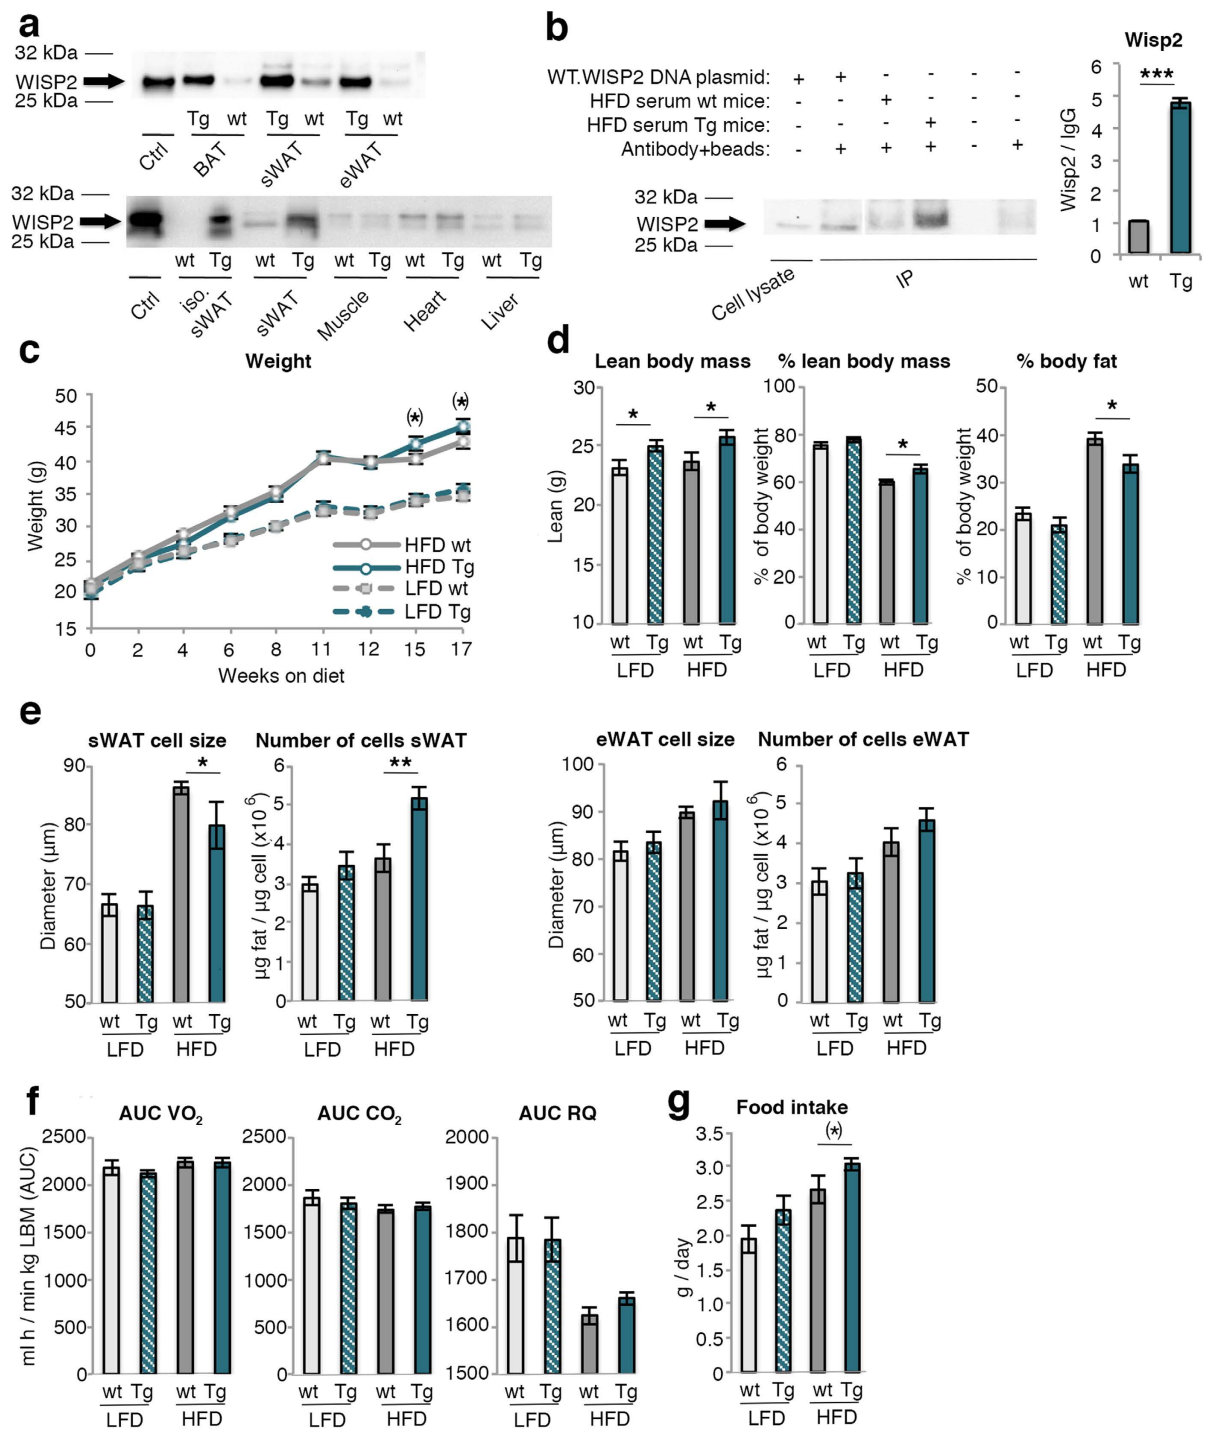 a
32 kDa
WISP2
25 kDa
Tg wt Tg wt Tg wt
Ctrl BAT sWAT eWAT
32 kDa
WISP2
25 kDa
wt Tg wt Tg wt Tg wt Tg wt Tg
Ctrl iso. sWAT sWAT Muscle Heart Liver
b
WT.WISP2 DNA plasmid: + + - - - -
HFD serum wt mice: - - + - - -
HFD serum Tg mice: - - - + - -
Antibody+beads: - + + + - +
32 kDa
WISP2
25 kDa
Cell lysate IP
Wisp2
***
Wisp2 / IgG
6
5
4
3
2
1
0
wt Tg
c
Weight
Weight (g)
50
45
40
35
30
25
20
15
(*) (*)
HFD wt
HFD Tg
LFD wt
LFD Tg
0 2 4 6 8 11 12 15 17
Weeks on diet
d
Lean body mass
Lean (g)
30
25
20
15
10
* *
wt Tg wt Tg
LFD HFD
% lean body mass
% of body weight
100
80
60
40
20
0
*
wt Tg wt Tg
LFD HFD
% body fat
% of body weight
50
40
30
20
10
0
*
wt Tg wt Tg
LFD HFD
e
sWAT cell size
Diameter (µm)
90
80
70
60
50
*
wt Tg wt Tg
LFD HFD
Number of cells sWAT
µg fat / µg cell (x10 6)
6
5
4
3
2
1
0
**
wt Tg wt Tg
LFD HFD
eWAT cell size
Diameter (µm)
100
90
80
70
60
50
wt Tg wt Tg
LFD HFD
Number of cells eWAT
µg fat / µg cell (x10 6)
6
5
4
3
2
1
0
wt Tg wt Tg
LFD HFD
f
AUC VO2
ml h / min kg LBM (AUC)
2500
2000
1500
1000
500
0
wt Tg wt Tg
LFD HFD
AUC CO2
2500
2000
1500
1000
500
0
wt Tg wt Tg
LFD HFD
AUC RQ
2000
1900
1800
1700
1600
1500
wt Tg wt Tg
LFD HFD
g
Food intake
g / day
3.5
3.0
2.5
2.0
1.5
1.0
0.5
0
(*)
wt Tg wt Tg
LFD HFD